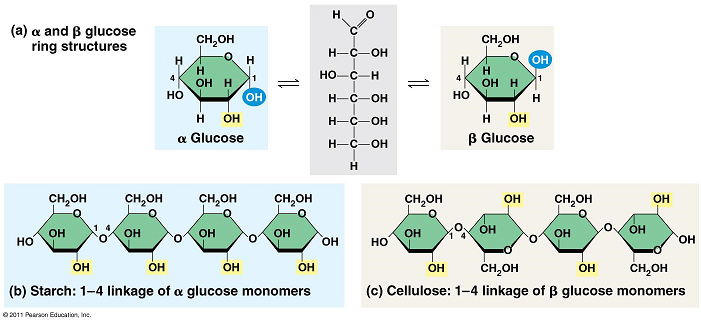 (a) α and β glucose
ring structures
CH₂OH
H
O
H
H
4
OH
H
1
HO
OH
H
OH
α Glucose
H
O
C
H–C–OH
HO–C–H
H–C–OH
H–C–OH
H–C–OH
H
CH₂OH
H
O
OH
H
4
OH
H
1
HO
H
H
OH
β Glucose
CH₂OH
CH₂OH
CH₂OH
CH₂OH
O
O
O
O
1
4
HO
OH
O
OH
O
OH
O
OH
OH
OH
OH
OH
OH
(b) Starch: 1–4 linkage of α glucose monomers
CH₂OH
OH
CH₂OH
OH
O
O
O
OH
O
OH
HO
OH
1
4
OH
OH
O
O
OH
CH₂OH
OH
CH₂OH
(c) Cellulose: 1–4 linkage of β glucose monomers
© 2011 Pearson Education, Inc.